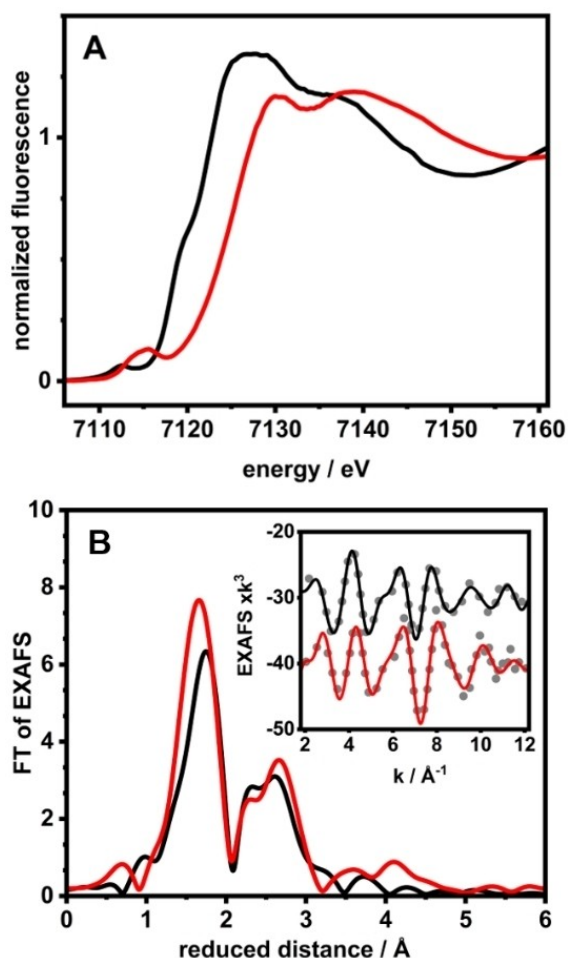 A
normalized fluorescence
1
0
7110 7120 7130 7140 7150 7160
energy / eV
B
FT of EXAFS
10
8
6
4
2
0
0 1 2 3 4 5 6
reduced distance / Å
EXAFS xk³
-20
-30
-40
-50
2 4 6 8 10 12
k / Å⁻¹